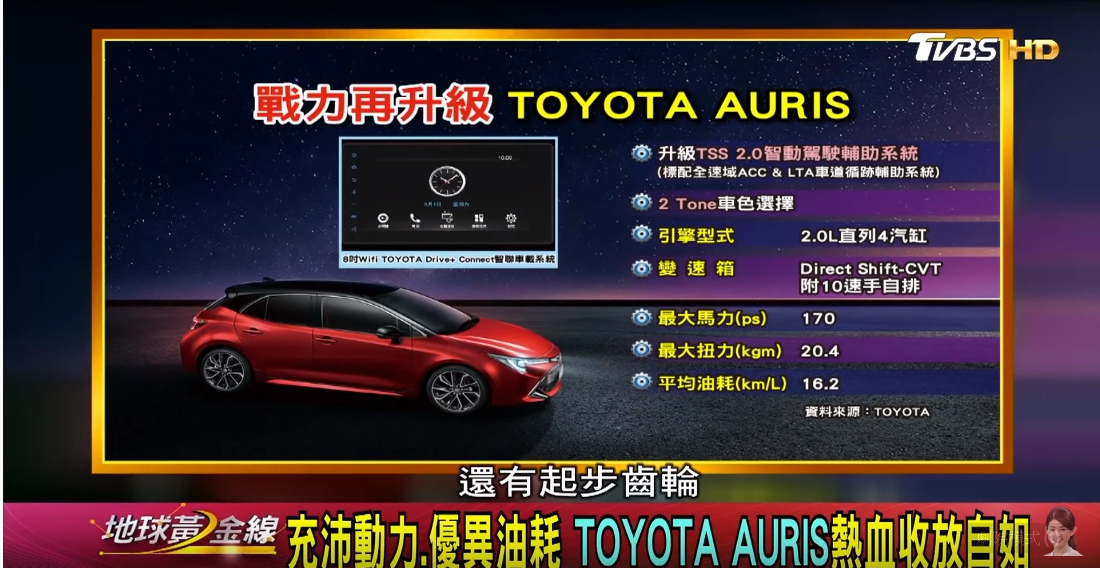 TVBS HD
戰力再升級 TOYOTA AURIS
10:09
8吋Wifi TOYOTA Drive+ Connect智聯車載系統
升級TSS 2.0智動駕駛輔助系統
(標配全速域ACC & LTA車道循跡輔助系統)
2 Tone車色選擇
引擎型式 2.0L直列4汽缸
變速箱 Direct Shift-CVT
附10速手自排
最大馬力(ps) 170
最大扭力(kgm) 20.4
平均油耗(km/L) 16.2
資料來源：TOYOTA
還有起步齒輪
地球黃金線
充沛動力.優異油耗 TOYOTA AURIS熱血收放自如